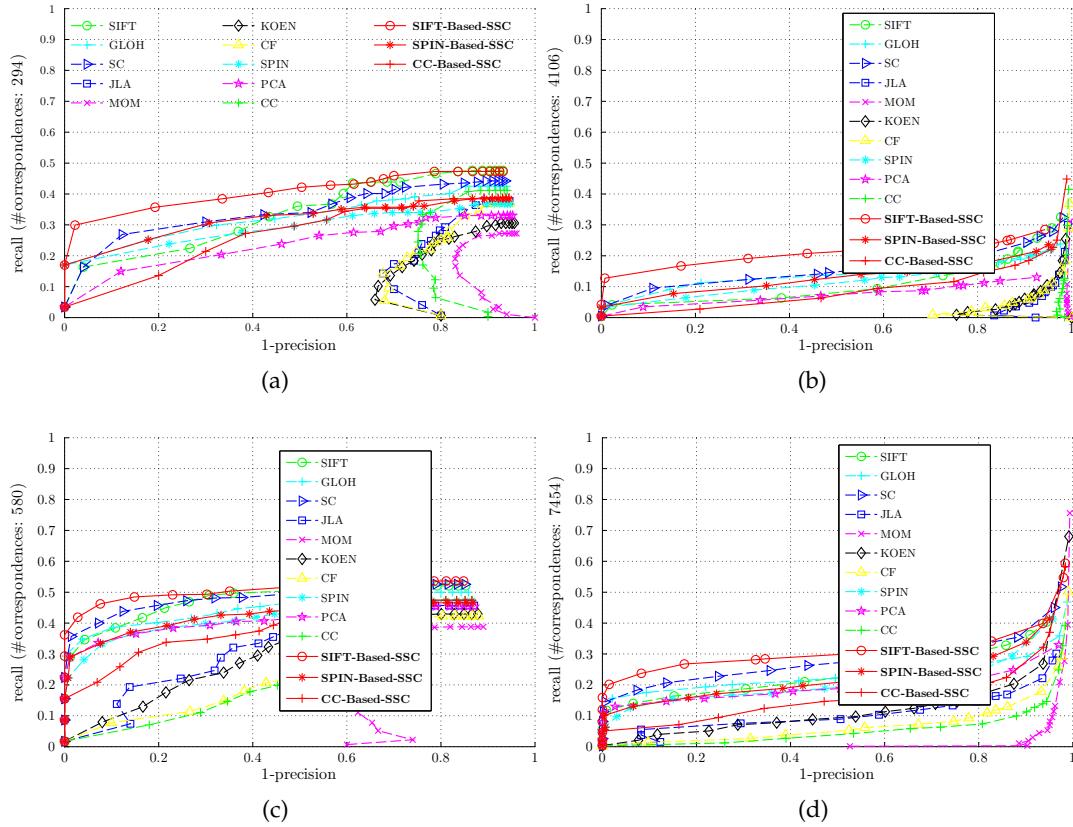 1
0.9
0.8
0.7
0.6
0.5
0.4
0.3
0.2
0.1
0
recall (#correspondences: 294)
SIFT
GLOH
SC
JLA
MOM
KOEN
CF
SPIN
PCA
CC
SIFT-Based-SSC
SPIN-Based-SSC
CC-Based-SSC
0 0.2 0.4 0.6 0.8 1
1-precision
(a)
1
0.9
0.8
0.7
0.6
0.5
0.4
0.3
0.2
0.1
0
recall (#correspondences: 4106)
SIFT
GLOH
SC
JLA
MOM
KOEN
CF
SPIN
PCA
CC
SIFT-Based-SSC
SPIN-Based-SSC
CC-Based-SSC
0 0.2 0.4 0.6 0.8 1
1-precision
(b)
1
0.9
0.8
0.7
0.6
0.5
0.4
0.3
0.2
0.1
0
recall (#correspondences: 580)
SIFT
GLOH
SC
JLA
MOM
KOEN
CF
SPIN
PCA
CC
SIFT-Based-SSC
SPIN-Based-SSC
CC-Based-SSC
0 0.2 0.4 0.6 0.8 1
1-precision
(c)
1
0.9
0.8
0.7
0.6
0.5
0.4
0.3
0.2
0.1
0
recall (#correspondences: 7454)
SIFT
GLOH
SC
JLA
MOM
KOEN
CF
SPIN
PCA
CC
SIFT-Based-SSC
SPIN-Based-SSC
CC-Based-SSC
0 0.2 0.4 0.6 0.8 1
1-precision
(d)